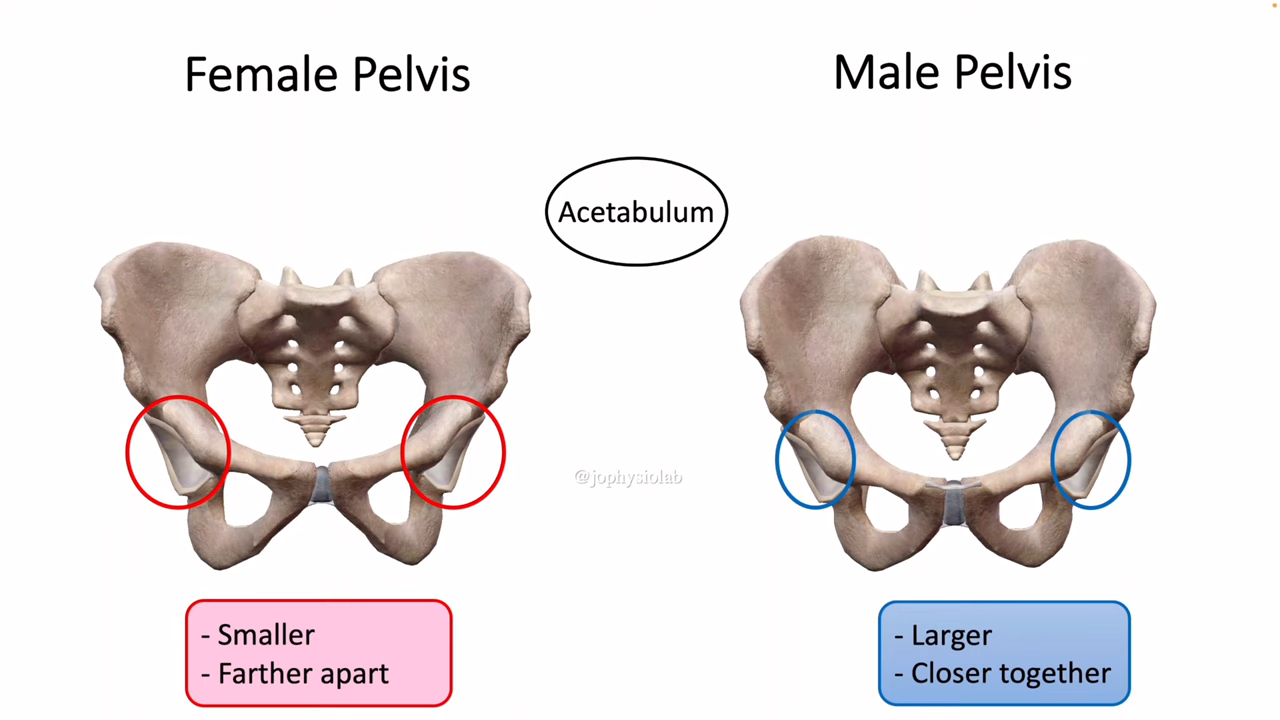 Female Pelvis
Male Pelvis
Acetabulum
@jophysiolab
- Smaller
- Farther apart
- Larger
- Closer together